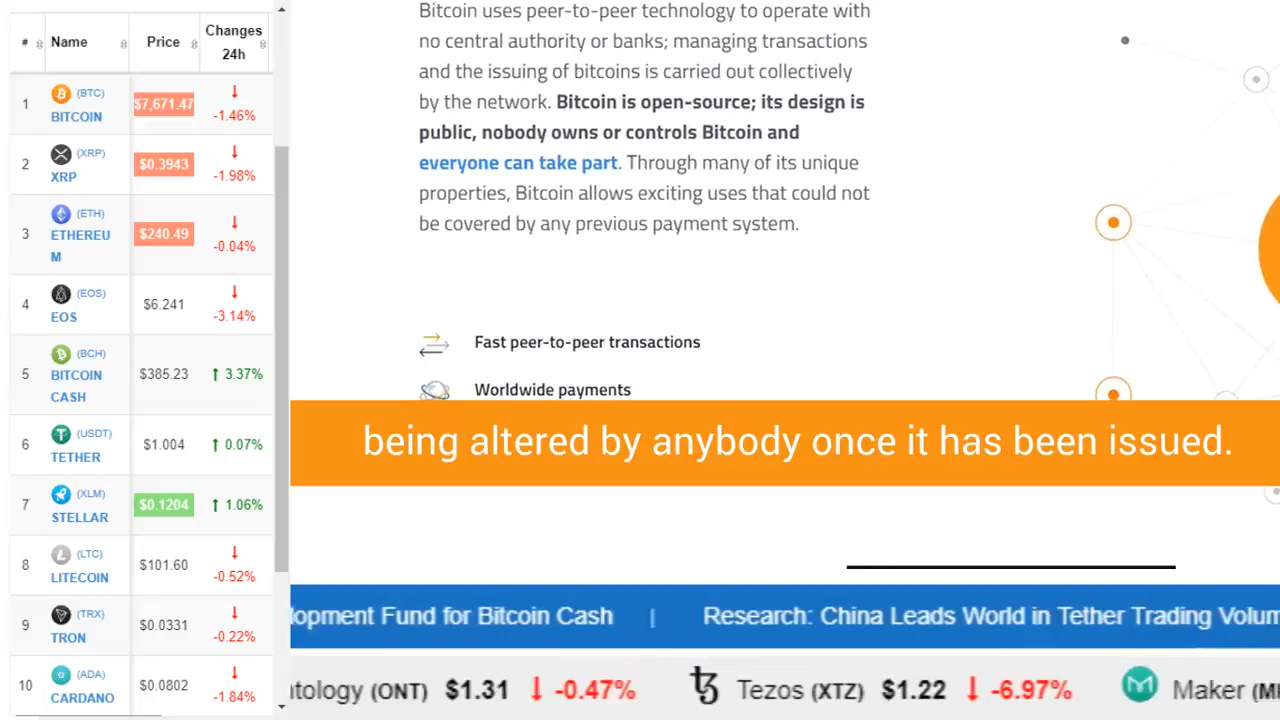 # Name Price Changes 24h
1 (BTC) BITCOIN $7,671.47 ↓ -1.46%
2 (XRP) XRP $0.3943 ↓ -1.98%
3 (ETH) ETHEREU M $240.49 ↓ -0.04%
4 (EOS) EOS $6.241 ↓ -3.14%
5 (BCH) BITCOIN CASH $385.23 ↑ 3.37%
6 (USDT) TETHER $1.004 ↑ 0.07%
7 (XLM) STELLAR $0.1204 ↑ 1.06%
8 (LTC) LITECOIN $101.60 ↓ -0.52%
9 (TRX) TRON $0.0331 ↓ -0.22%
10 (ADA) CARDANO $0.0802 ↓ -1.84%
Bitcoin uses peer-to-peer technology to operate with
no central authority or banks; managing transactions
and the issuing of bitcoins is carried out collectively
by the network. Bitcoin is open-source; its design is
public, nobody owns or controls Bitcoin and
everyone can take part. Through many of its unique
properties, Bitcoin allows exciting uses that could not
be covered by any previous payment system.
Fast peer-to-peer transactions
Worldwide payments
being altered by anybody once it has been issued.
lopment Fund for Bitcoin Cash | Research: China Leads World in Tether Trading Volum
ntology (ONT) $1.31 ↓ -0.47% Tezos (XTZ) $1.22 ↓ -6.97% Maker (M